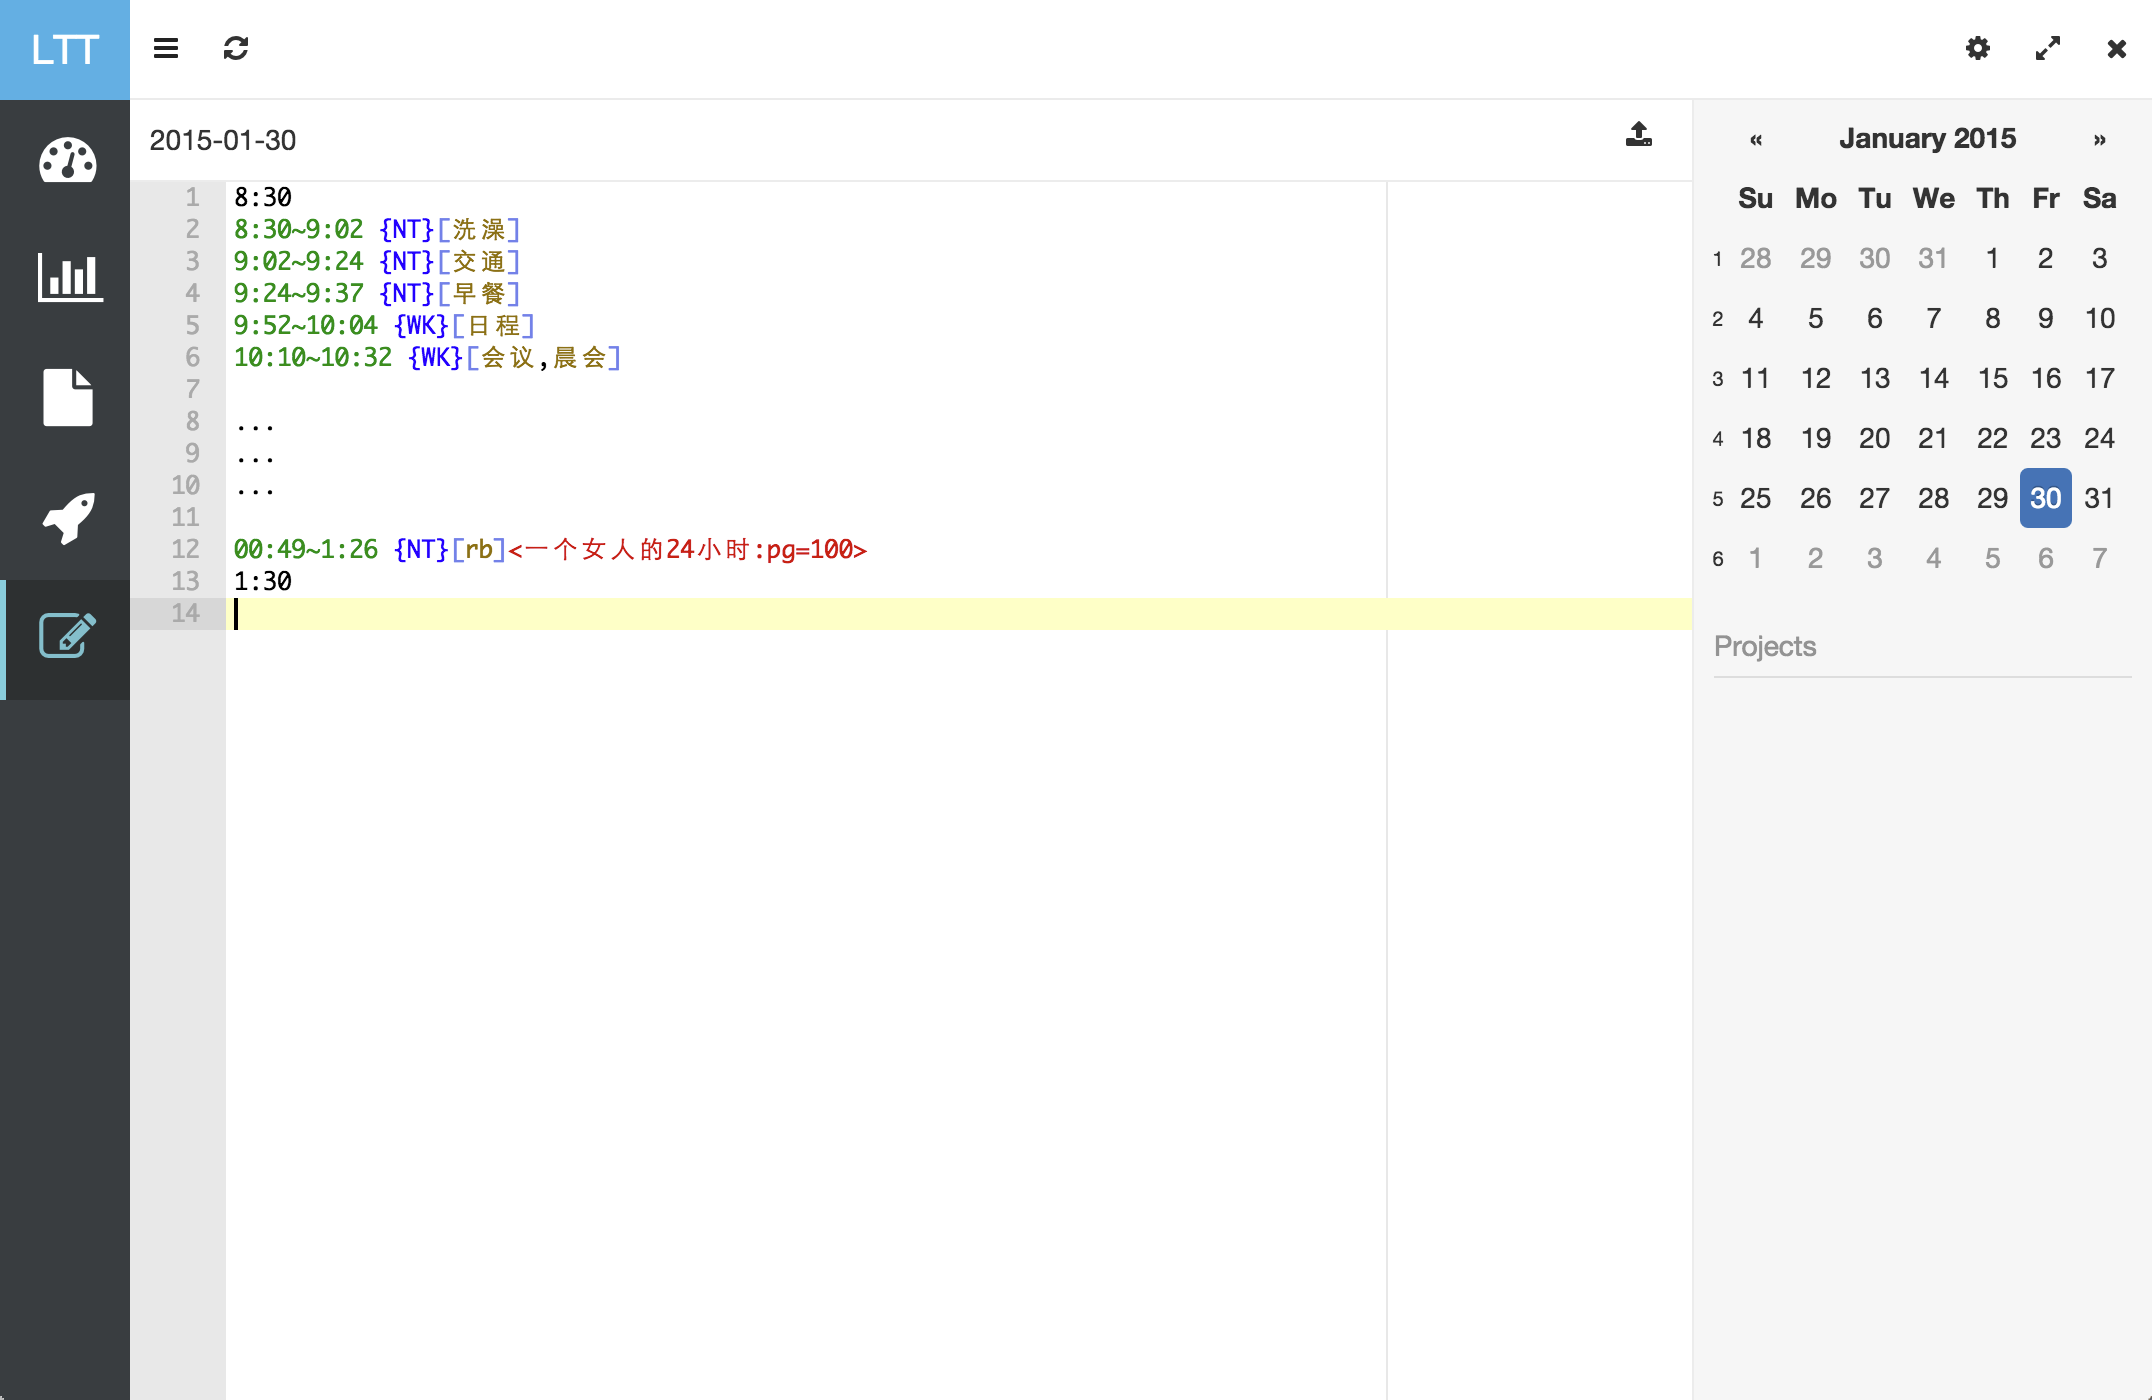 LTT
2015-01-30
1 8:30
2 8:30~9:02 {NT}[洗澡]
3 9:02~9:24 {NT}[交通]
4 9:24~9:37 {NT}[早餐]
5 9:52~10:04 {WK}[日程]
6 10:10~10:32 {WK}[会议,晨会]
7
8 ...
9 ...
10 ...
11
12 00:49~1:26 {NT}[rb]<一个女人的24小时:pg=100>
13 1:30
14
« January 2015 »
Su Mo Tu We Th Fr Sa
1 28 29 30 31 1 2 3
2 4 5 6 7 8 9 10
3 11 12 13 14 15 16 17
4 18 19 20 21 22 23 24
5 25 26 27 28 29 30 31
6 1 2 3 4 5 6 7
Projects